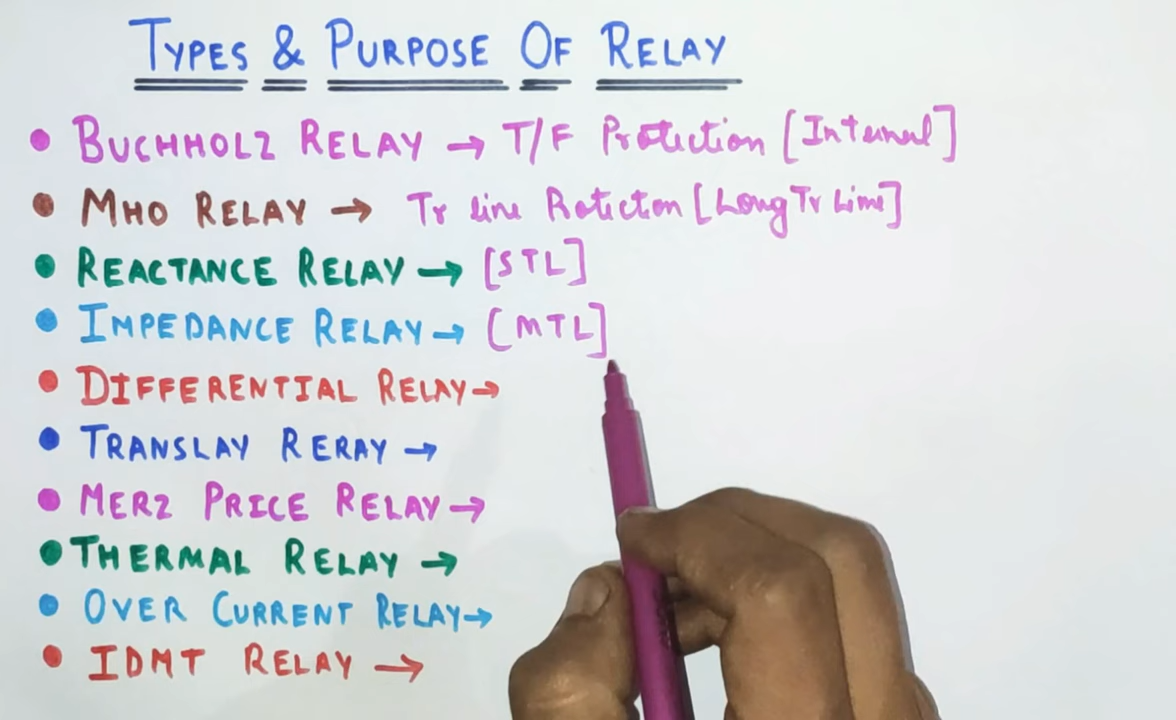 TYPES & PURPOSE OF RELAY
• BUCHHOLZ RELAY → T/F Protection [Internal]
• MHO RELAY → Tr line Protection [Long Tr Line]
• REACTANCE RELAY → [STL]
• IMPEDANCE RELAY → [MTL]
• DIFFERENTIAL RELAY →
• TRANSLAY RERAY →
• MERZ PRICE RELAY →
• THERMAL RELAY →
• OVER CURRENT RELAY →
• IDMT RELAY →